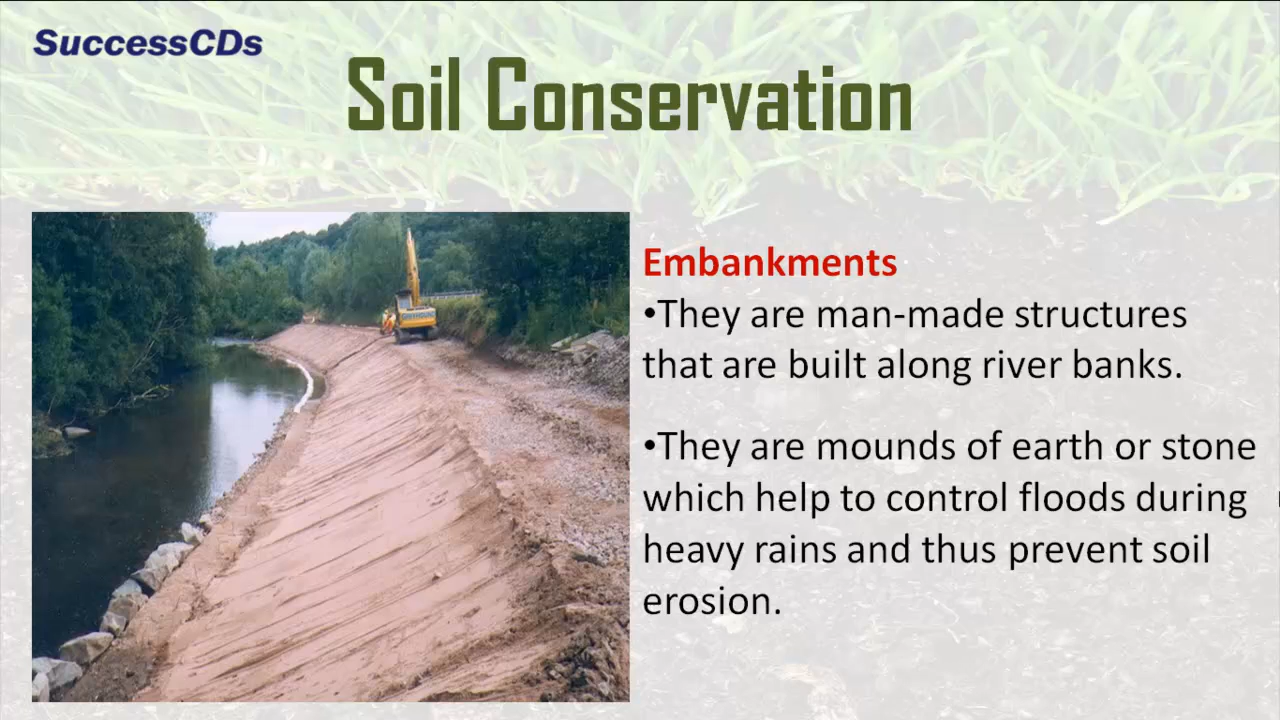 SuccessCDs
Soil Conservation
Embankments
•They are man-made structures
that are built along river banks.
•They are mounds of earth or stone
which help to control floods during
heavy rains and thus prevent soil
erosion.